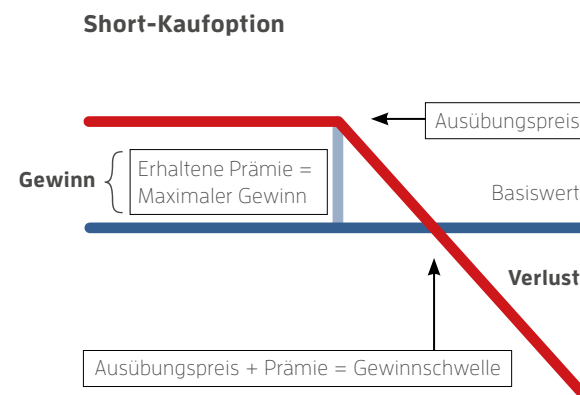 Short-Kaufoption
Ausübungspreis
Gewinn
Erhaltene Prämie =
Maximaler Gewinn
Basiswert
Verlust
Ausübungspreis + Prämie = Gewinnschwelle